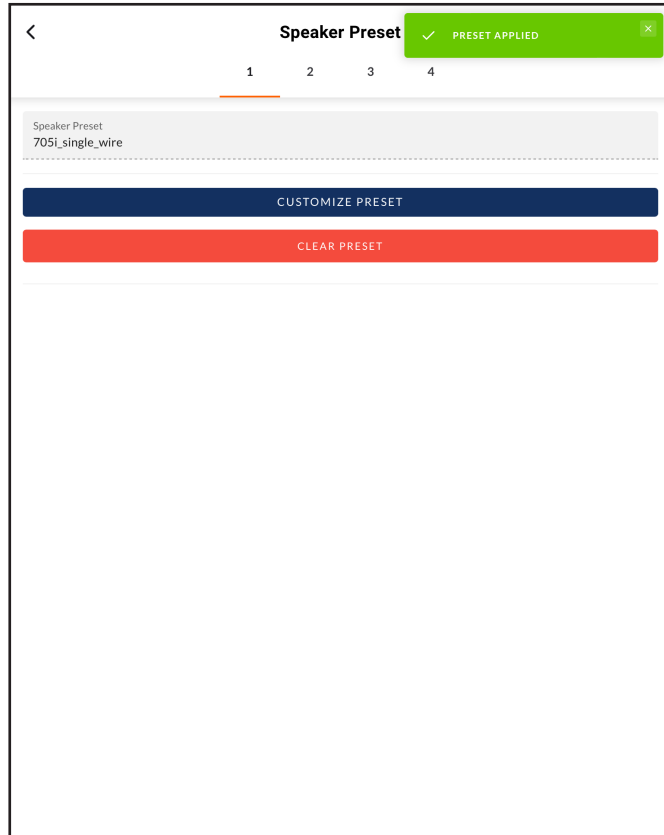 Speaker Preset
PRESET APPLIED
1 2 3 4
Speaker Preset
705i_single_wire
CUSTOMIZE PRESET
CLEAR PRESET